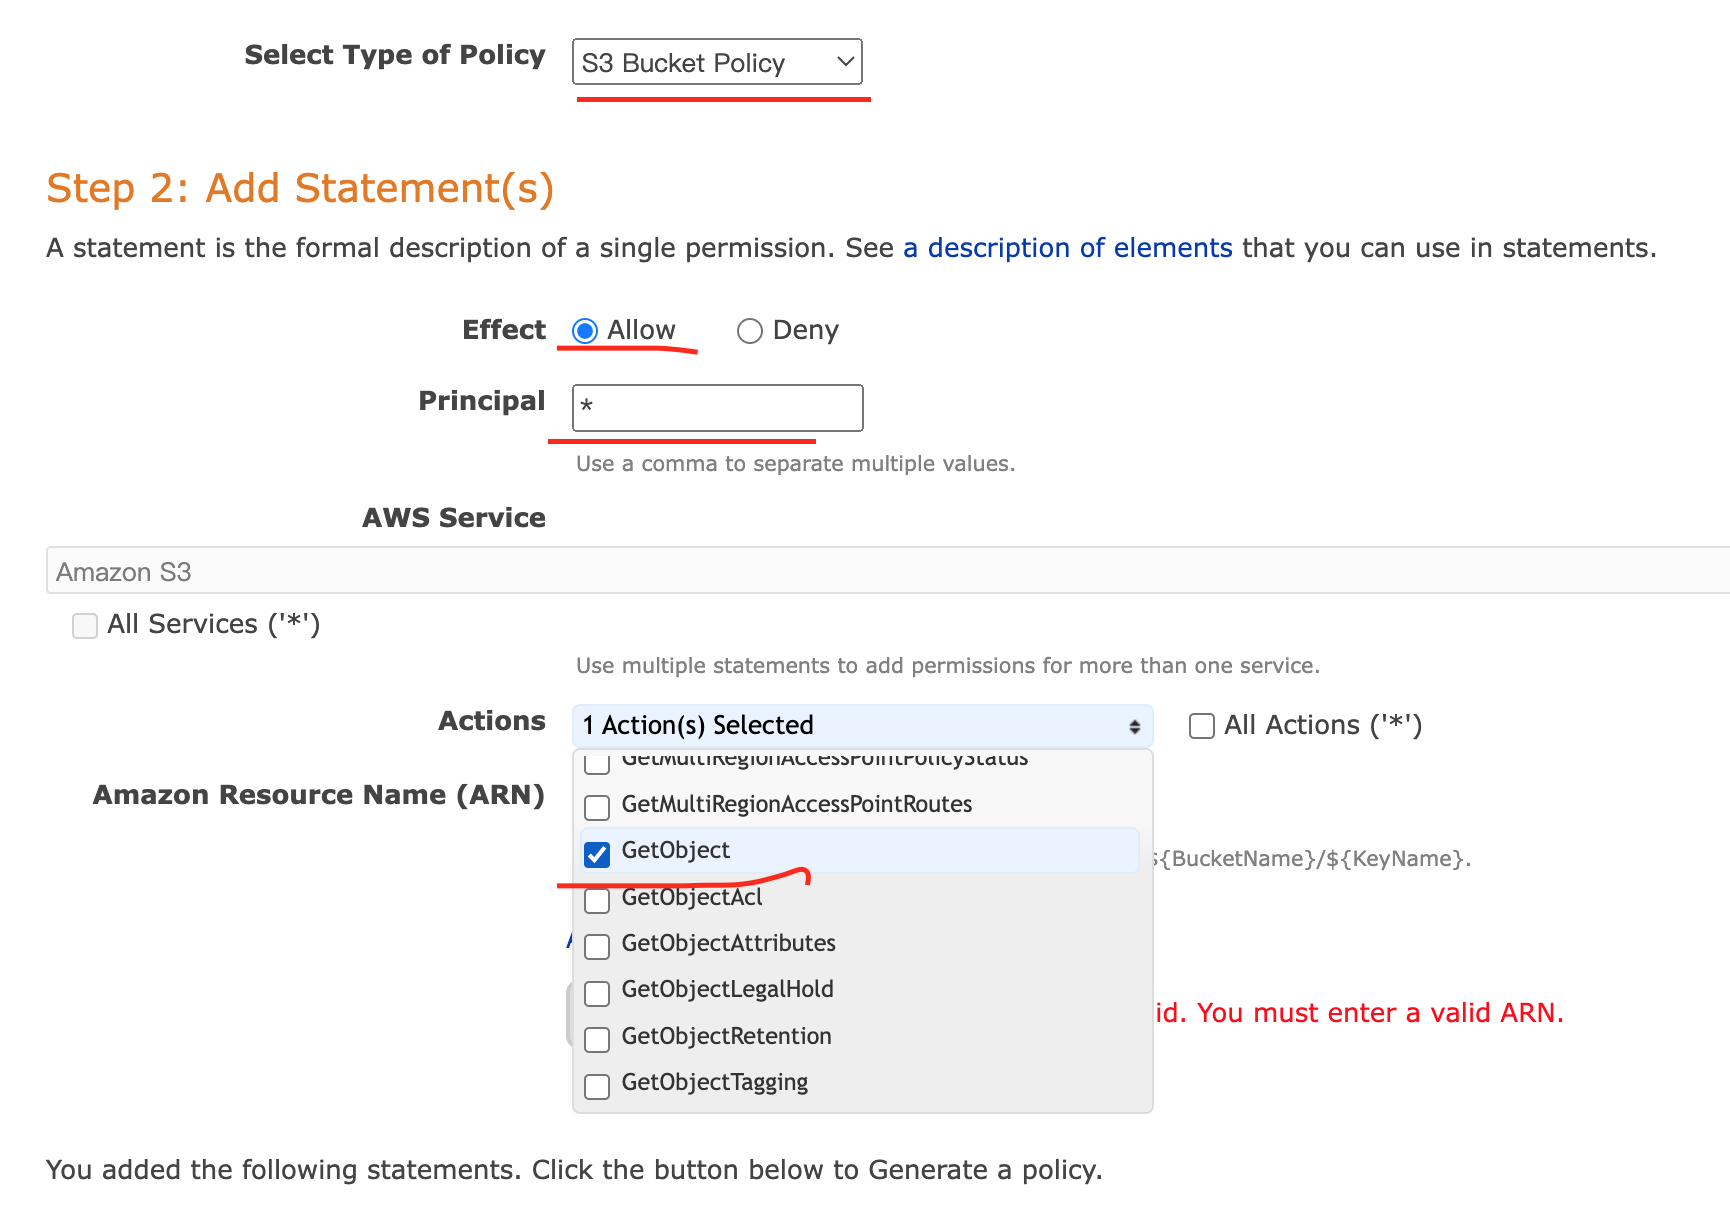 Select Type of Policy S3 Bucket Policy
Step 2: Add Statement(s)
A statement is the formal description of a single permission. See a description of elements that you can use in statements.
Effect Allow Deny
Principal *
Use a comma to separate multiple values.
AWS Service
Amazon S3
All Services ('*')
Use multiple statements to add permissions for more than one service.
Actions 1 Action(s) Selected All Actions ('*')
GetMultiRegionAccessPointPolicyStatus
Amazon Resource Name (ARN)
GetMultiRegionAccessPointRoutes
GetObject
${BucketName}/${KeyName}.
GetObjectAcl
GetObjectAttributes
GetObjectLegalHold
id. You must enter a valid ARN.
GetObjectRetention
GetObjectTagging
You added the following statements. Click the button below to Generate a policy.